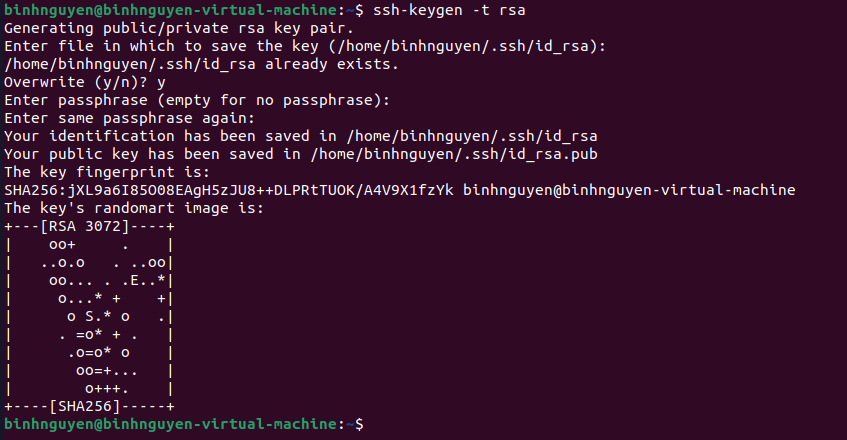 binhnguyen@binhnguyen-virtual-machine:~$ ssh-keygen -t rsa
Generating public/private rsa key pair.
Enter file in which to save the key (/home/binhnguyen/.ssh/id_rsa):
/home/binhnguyen/.ssh/id_rsa already exists.
Overwrite (y/n)? y
Enter passphrase (empty for no passphrase):
Enter same passphrase again:
Your identification has been saved in /home/binhnguyen/.ssh/id_rsa
Your public key has been saved in /home/binhnguyen/.ssh/id_rsa.pub
The key fingerprint is:
SHA256:jXL9a6I85O08EAgH5zJU8++DLPRtTUOK/A4V9X1fzYk binhnguyen@binhnguyen-virtual-machine
The key's randomart image is:
+---[RSA 3072]----+
|    oo+     .    |
|   ..o.o   . ..oo|
|    oo... . .E..*|
|     o...* +    +|
|      o S.* o   .|
|     . =o* + .   |
|      .o=o* o    |
|       oo=+...   |
|        o+++.    |
+----[SHA256]-----+
binhnguyen@binhnguyen-virtual-machine:~$